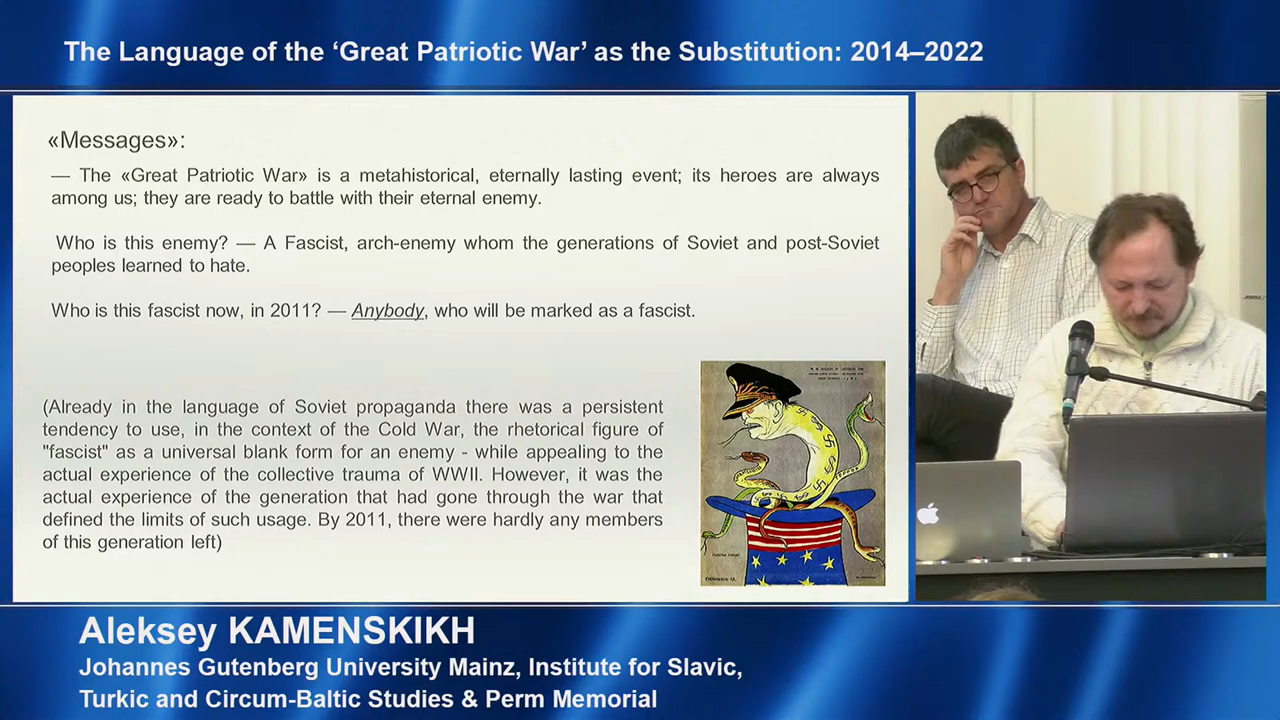 The Language of the ‘Great Patriotic War’ as the Substitution: 2014–2022
«Messages»:
— The «Great Patriotic War» is a metahistorical, eternally lasting event; its heroes are always
among us; they are ready to battle with their eternal enemy.
Who is this enemy? — A Fascist, arch-enemy whom the generations of Soviet and post-Soviet
peoples learned to hate.
Who is this fascist now, in 2011? — Anybody, who will be marked as a fascist.
(Already in the language of Soviet propaganda there was a persistent
tendency to use, in the context of the Cold War, the rhetorical figure of
"fascist" as a universal blank form for an enemy - while appealing to the
actual experience of the collective trauma of WWII. However, it was the
actual experience of the generation that had gone through the war that
defined the limits of such usage. By 2011, there were hardly any members
of this generation left)
Aleksey KAMENSKIKH
Johannes Gutenberg University Mainz, Institute for Slavic,
Turkic and Circum-Baltic Studies & Perm Memorial